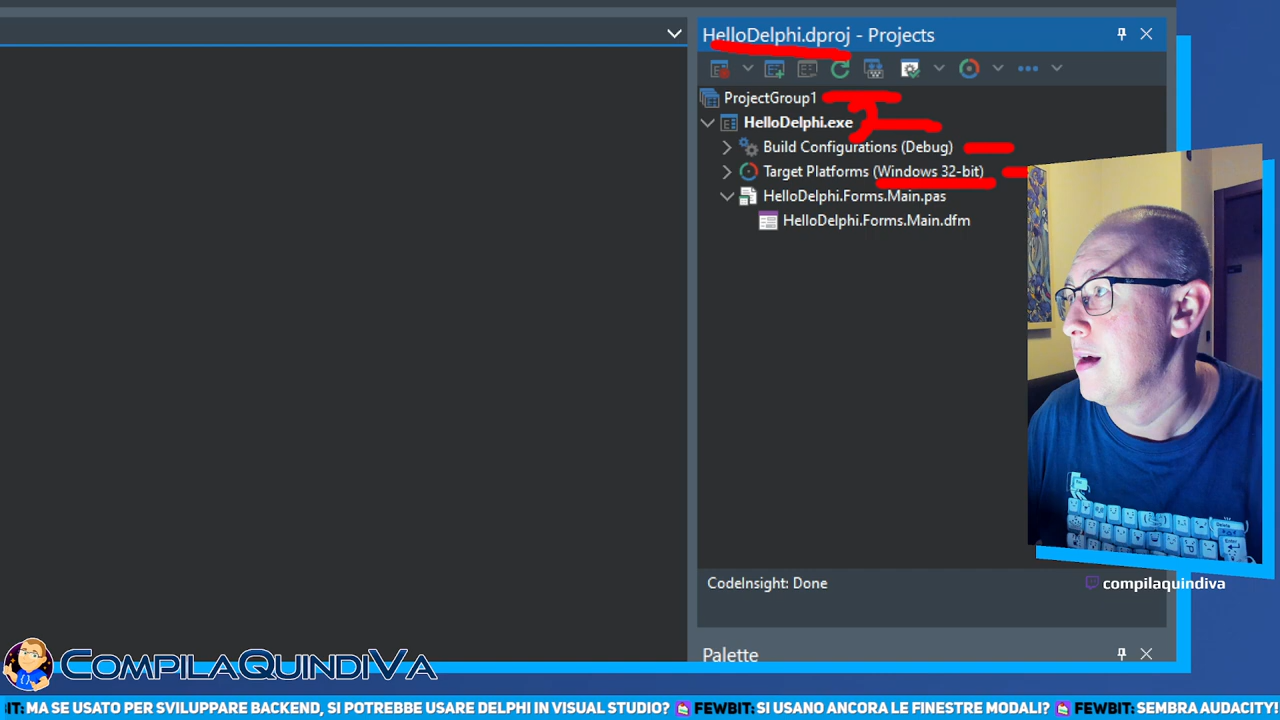 HelloDelphi.dproj - Projects
ProjectGroup1
HelloDelphi.exe
Build Configurations (Debug)
Target Platforms (Windows 32-bit)
HelloDelphi.Forms.Main.pas
HelloDelphi.Forms.Main.dfm
CodeInsight: Done
compilaquindiva
Palette
CompilaQuindiVa
IT: MA SE USATO PER SVILUPPARE BACKEND, SI POTREBBE USARE DELPHI IN VISUAL STUDIO? FEWBIT: SI USANO ANCORA LE FINESTRE MODALI? FEWBIT: SEMBRA AUDACITY!